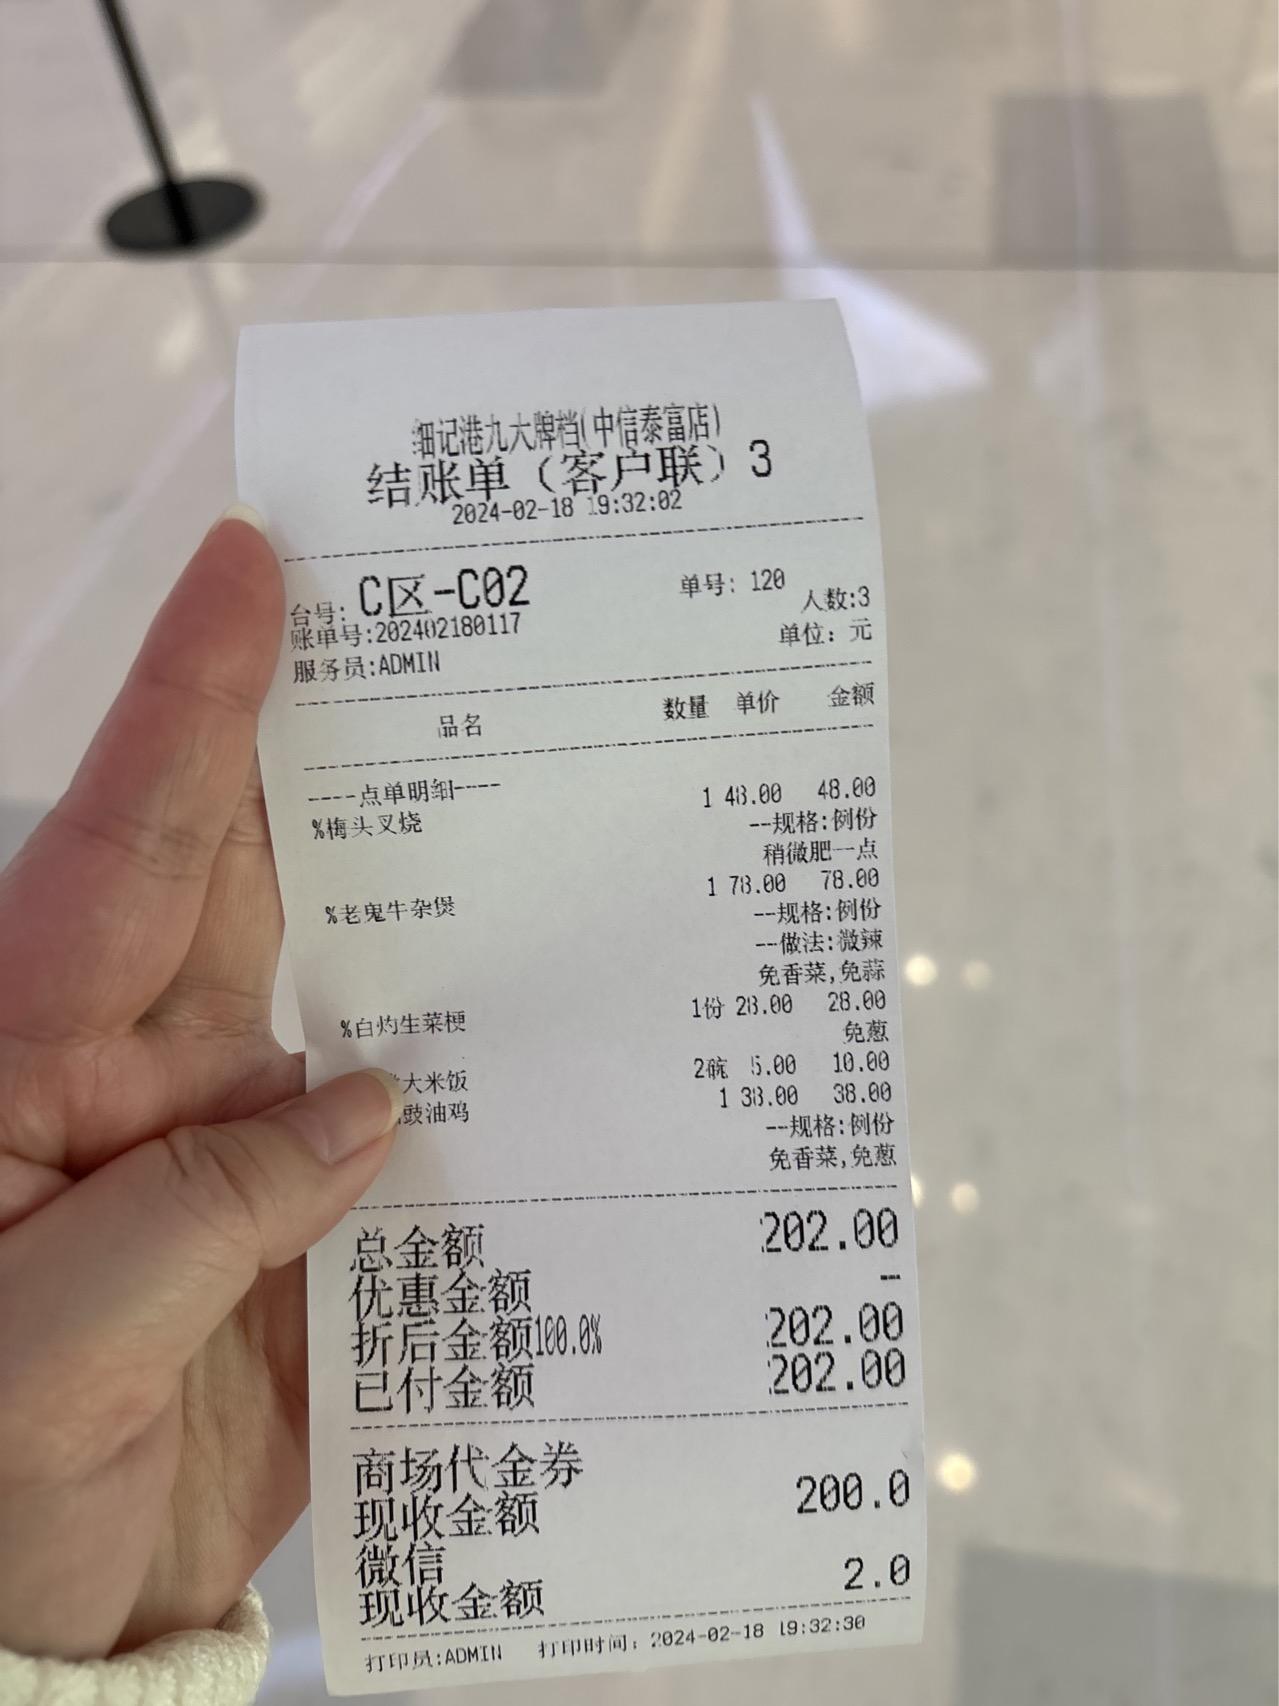 细记港九大牌档(中信泰富店)
结账单（客户联）3
2024-02-18 19:32:02
台号: C区-C02 单号: 120 人数:3
账单号:202402180117 单位: 元
服务员:ADMIN
品名 数量 单价 金额
----点单明细----
%梅头叉烧 1 48.00 48.00
--规格:例份
稍微肥一点
%老鬼牛杂煲 1 78.00 78.00
--规格:例份
--做法:微辣
免香菜,免蒜
%白灼生菜梗 1份 28.00 28.00
免葱
大米饭 2碗 5.00 10.00
豉油鸡 1 38.00 38.00
--规格:例份
免香菜,免葱
总金额 202.00
优惠金额 -
折后金额100.0% 202.00
已付金额 202.00
商场代金券
现收金额 200.0
微信
现收金额 2.0
打印员:ADMIN 打印时间: 2024-02-18 19:32:30